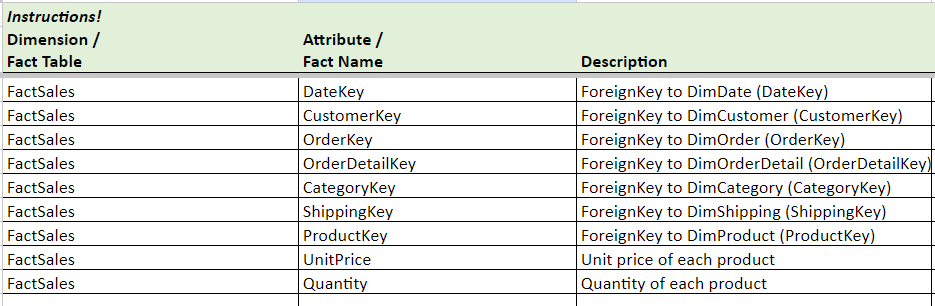 Instructions!
Dimension / Attribute /
Fact Table Fact Name Description
FactSales DateKey ForeignKey to DimDate (DateKey)
FactSales CustomerKey ForeignKey to DimCustomer (CustomerKey)
FactSales OrderKey ForeignKey to DimOrder (OrderKey)
FactSales OrderDetailKey ForeignKey to DimOrderDetail (OrderDetailKey)
FactSales CategoryKey ForeignKey to DimCategory (CategoryKey)
FactSales ShippingKey ForeignKey to DimShipping (ShippingKey)
FactSales ProductKey ForeignKey to DimProduct (ProductKey)
FactSales UnitPrice Unit price of each product
FactSales Quantity Quantity of each product